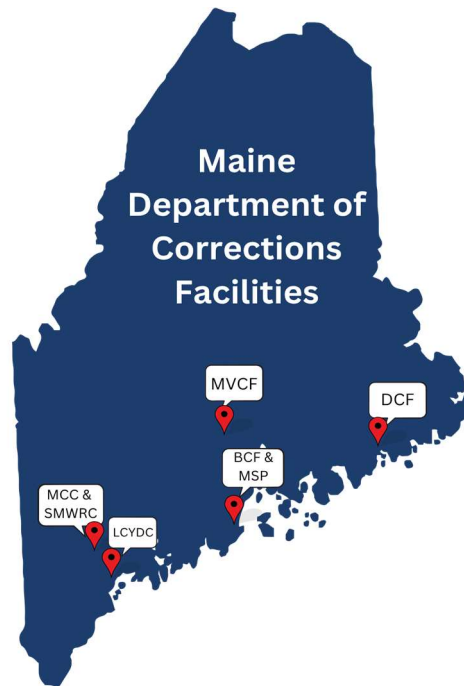 Maine
Department of
Corrections
Facilities
MVCF
DCF
BCF &
MSP
MCC &
SMWRC
LCYDC